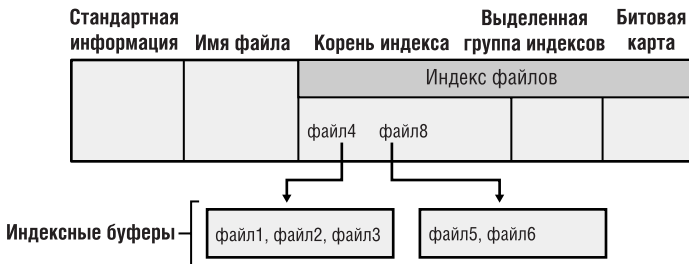 Стандартная информация
Имя файла
Корень индекса
Выделенная группа индексов
Битовая карта
Индекс файлов
файл4 файл8
Индексные буферы
файл1, файл2, файл3
файл5, файл6